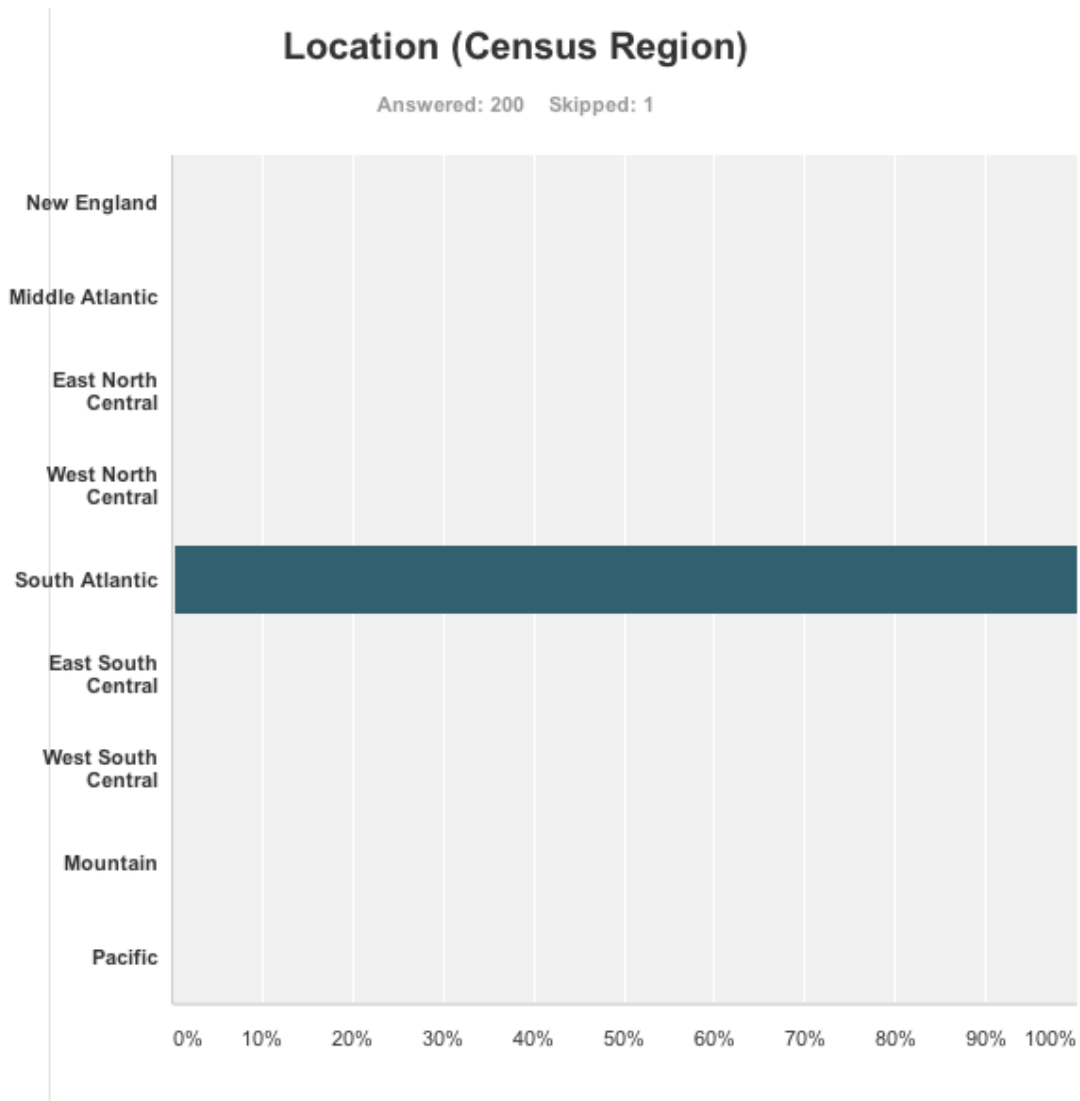 Location (Census Region)
Answered: 200 Skipped: 1
New England
Middle Atlantic
East North
Central
West North
Central
South Atlantic
East South
Central
West South
Central
Mountain
Pacific
0% 10% 20% 30% 40% 50% 60% 70% 80% 90% 100%